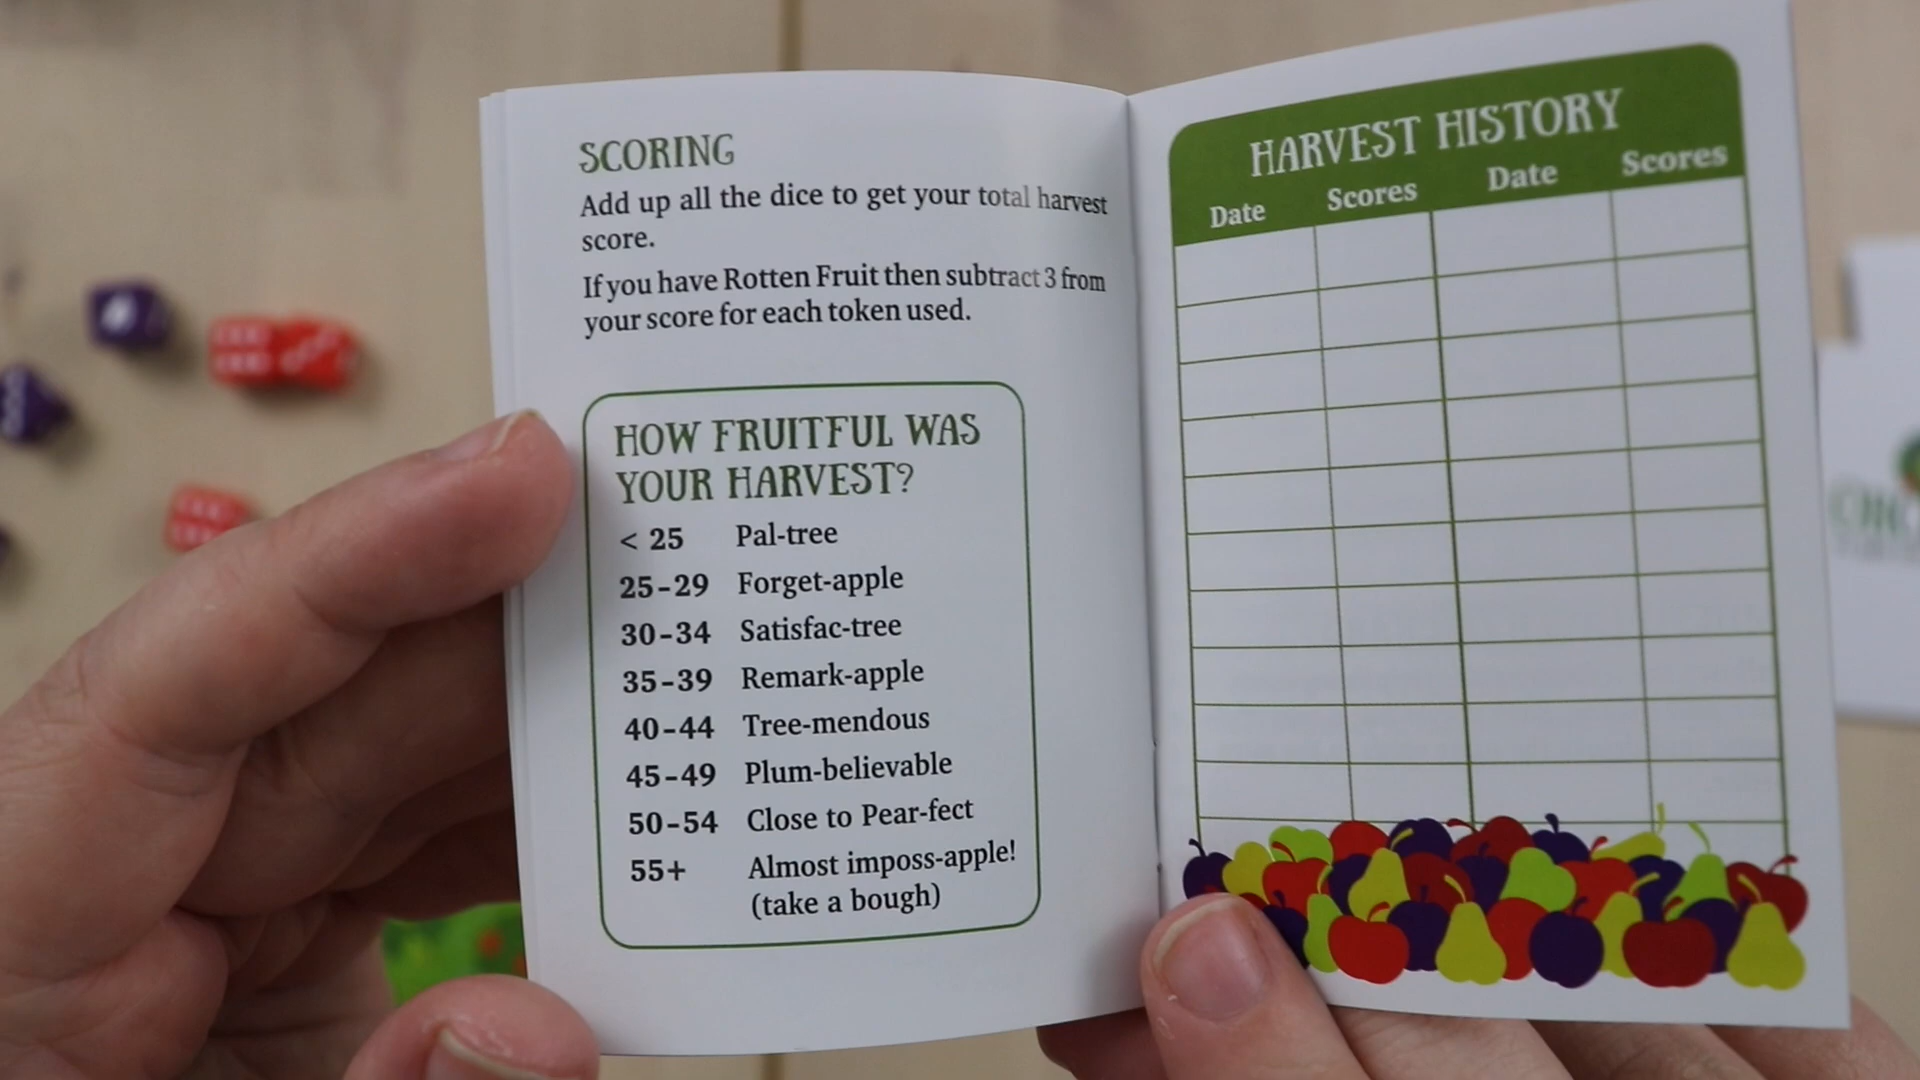 SCORING
Add up all the dice to get your total harvest
score.
If you have Rotten Fruit then subtract 3 from
your score for each token used.
HOW FRUITFUL WAS
YOUR HARVEST?
< 25 Pal-tree
25-29 Forget-apple
30-34 Satisfac-tree
35-39 Remark-apple
40-44 Tree-mendous
45-49 Plum-believable
50-54 Close to Pear-fect
55+ Almost imposs-apple!
(take a bough)
HARVEST HISTORY
Date Scores Date Scores